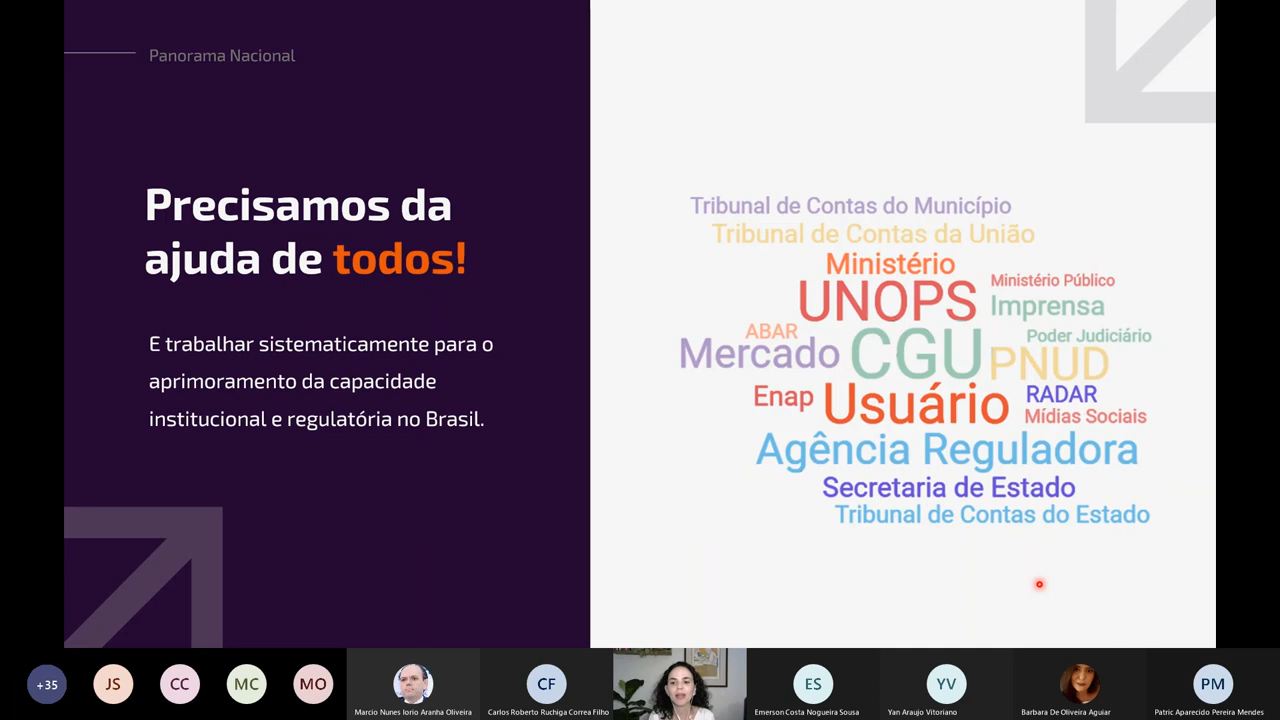 Panorama Nacional
Precisamos da
ajuda de todos!
E trabalhar sistematicamente para o
aprimoramento da capacidade
institucional e regulatória no Brasil.
Tribunal de Contas do Município
Tribunal de Contas da União
Ministério
UNOPS
Ministério Público
Imprensa
ABAR
Poder Judiciário
Mercado
CGU
PNUD
Enap
Usuário
RADAR
Mídias Sociais
Agência Reguladora
Secretaria de Estado
Tribunal de Contas do Estado
+35
JS
CC
MC
MO
CF
ES
YV
PM
Marcio Nunes Iorio Aranha Oliveira
Carlos Roberto Ruchiga Correa Filho
Emerson Costa Nogueira Sousa
Yan Araujo Vitoriano
Barbara De Oliveira Aguiar
Patric Aparecido Pereira Mendes